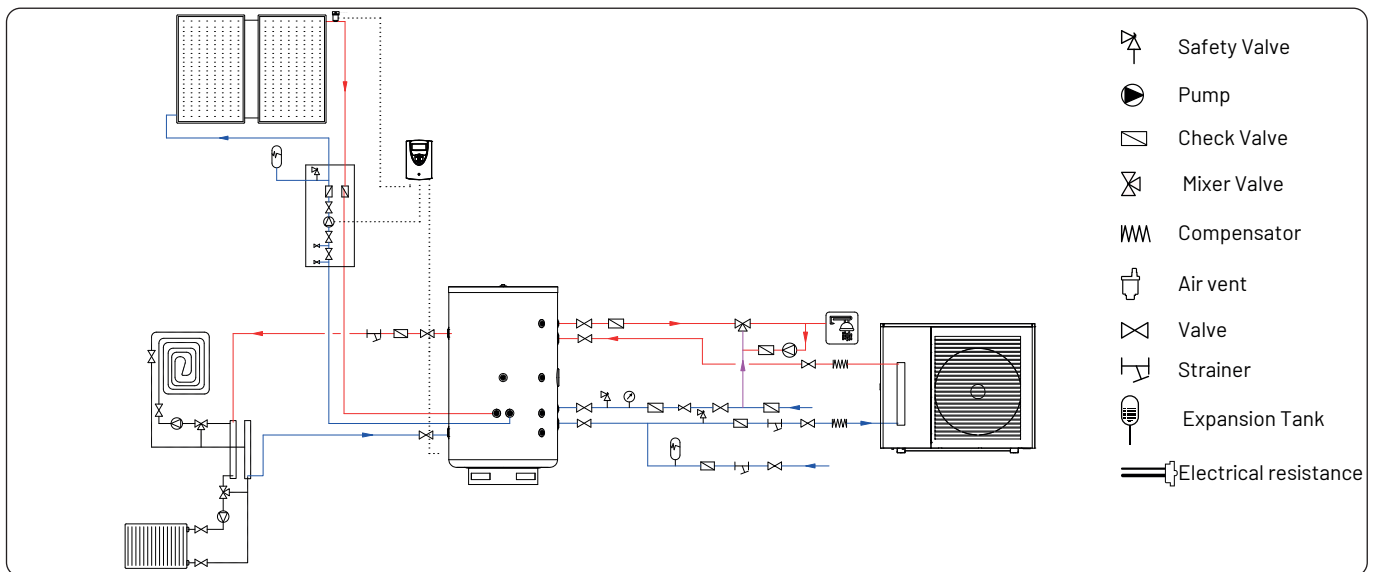 Safety Valve
Pump
Check Valve
Mixer Valve
Compensator
Air vent
Valve
Strainer
Expansion Tank
Electrical resistance